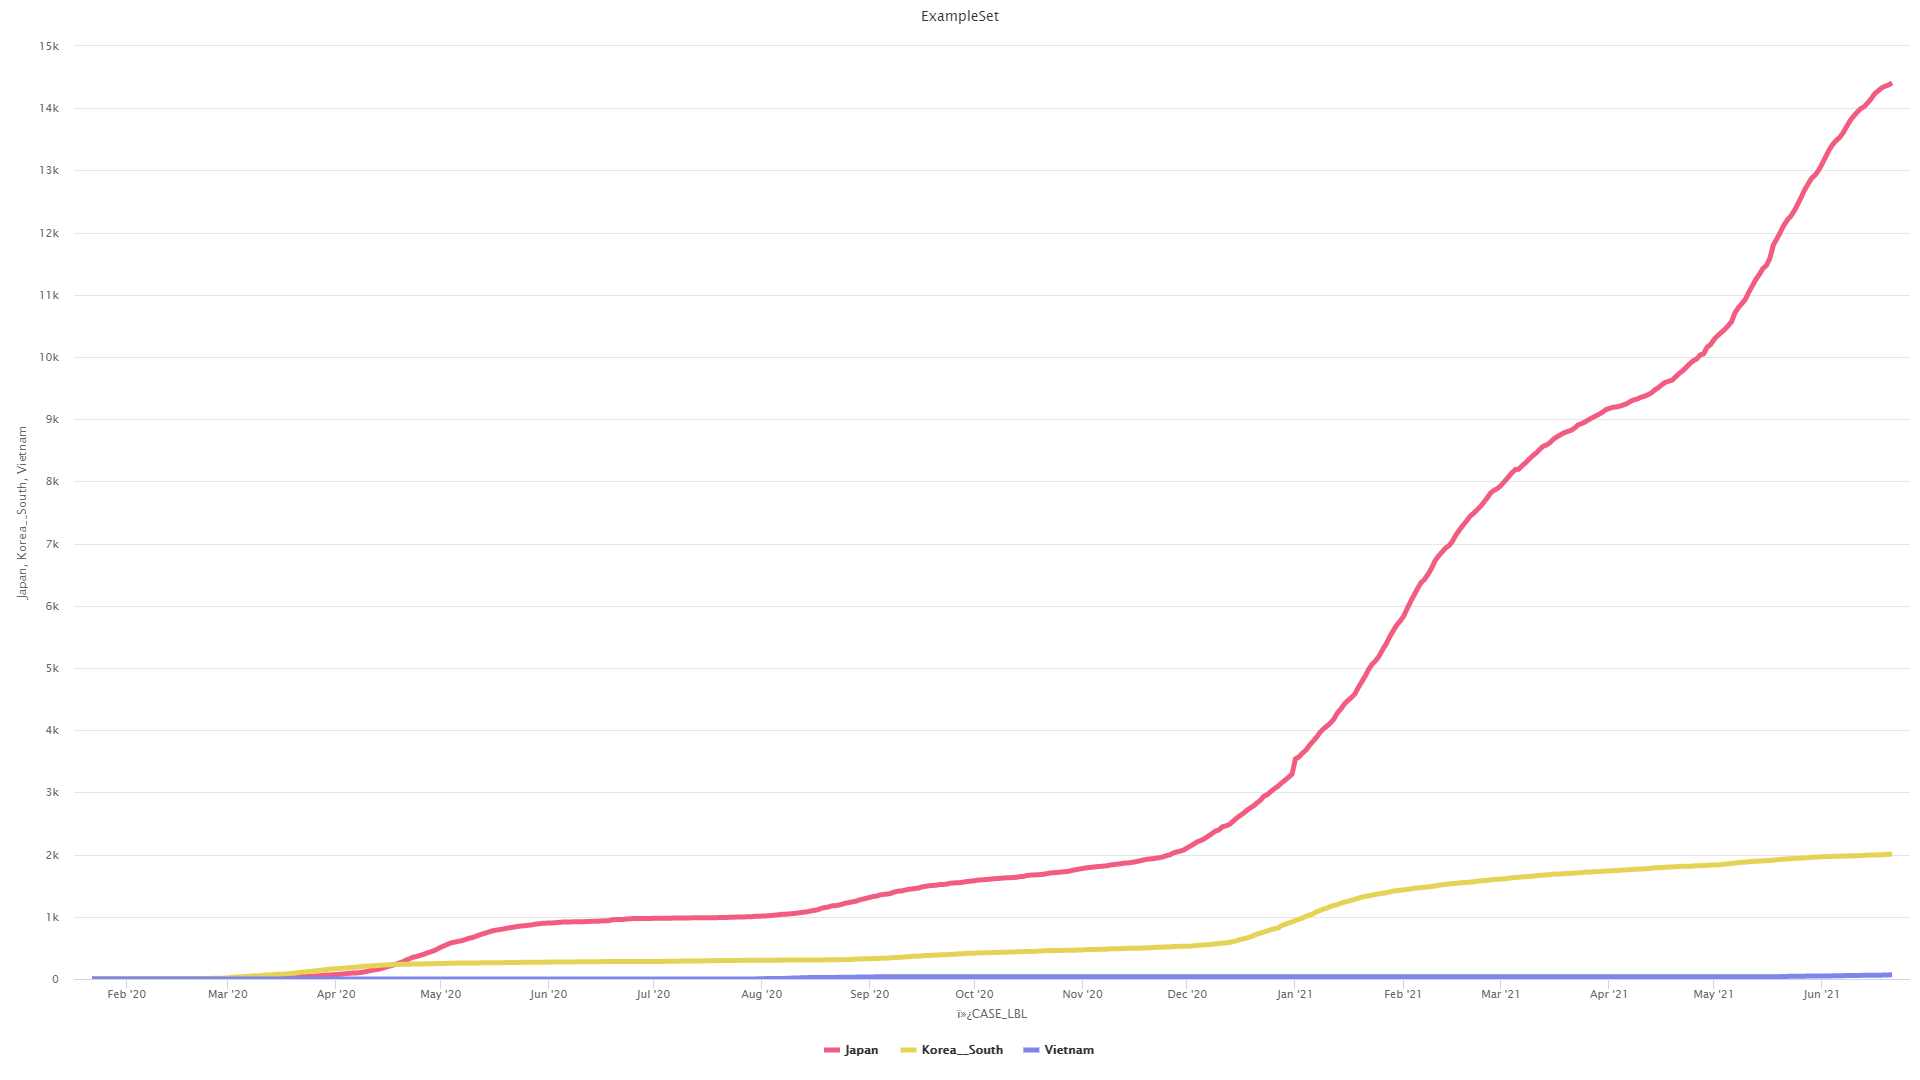 ExampleSet
15k
14k
13k
12k
11k
10k
9k
8k
7k
6k
5k
4k
3k
2k
1k
0
Japan, Korea__South, Vietnam
Feb '20 Mar '20 Apr '20 May '20 Jun '20 Jul '20 Aug '20 Sep '20 Oct '20 Nov '20 Dec '20 Jan '21 Feb '21 Mar '21 Apr '21 May '21 Jun '21
ï»¿CASE_LBL
Japan Korea__South Vietnam